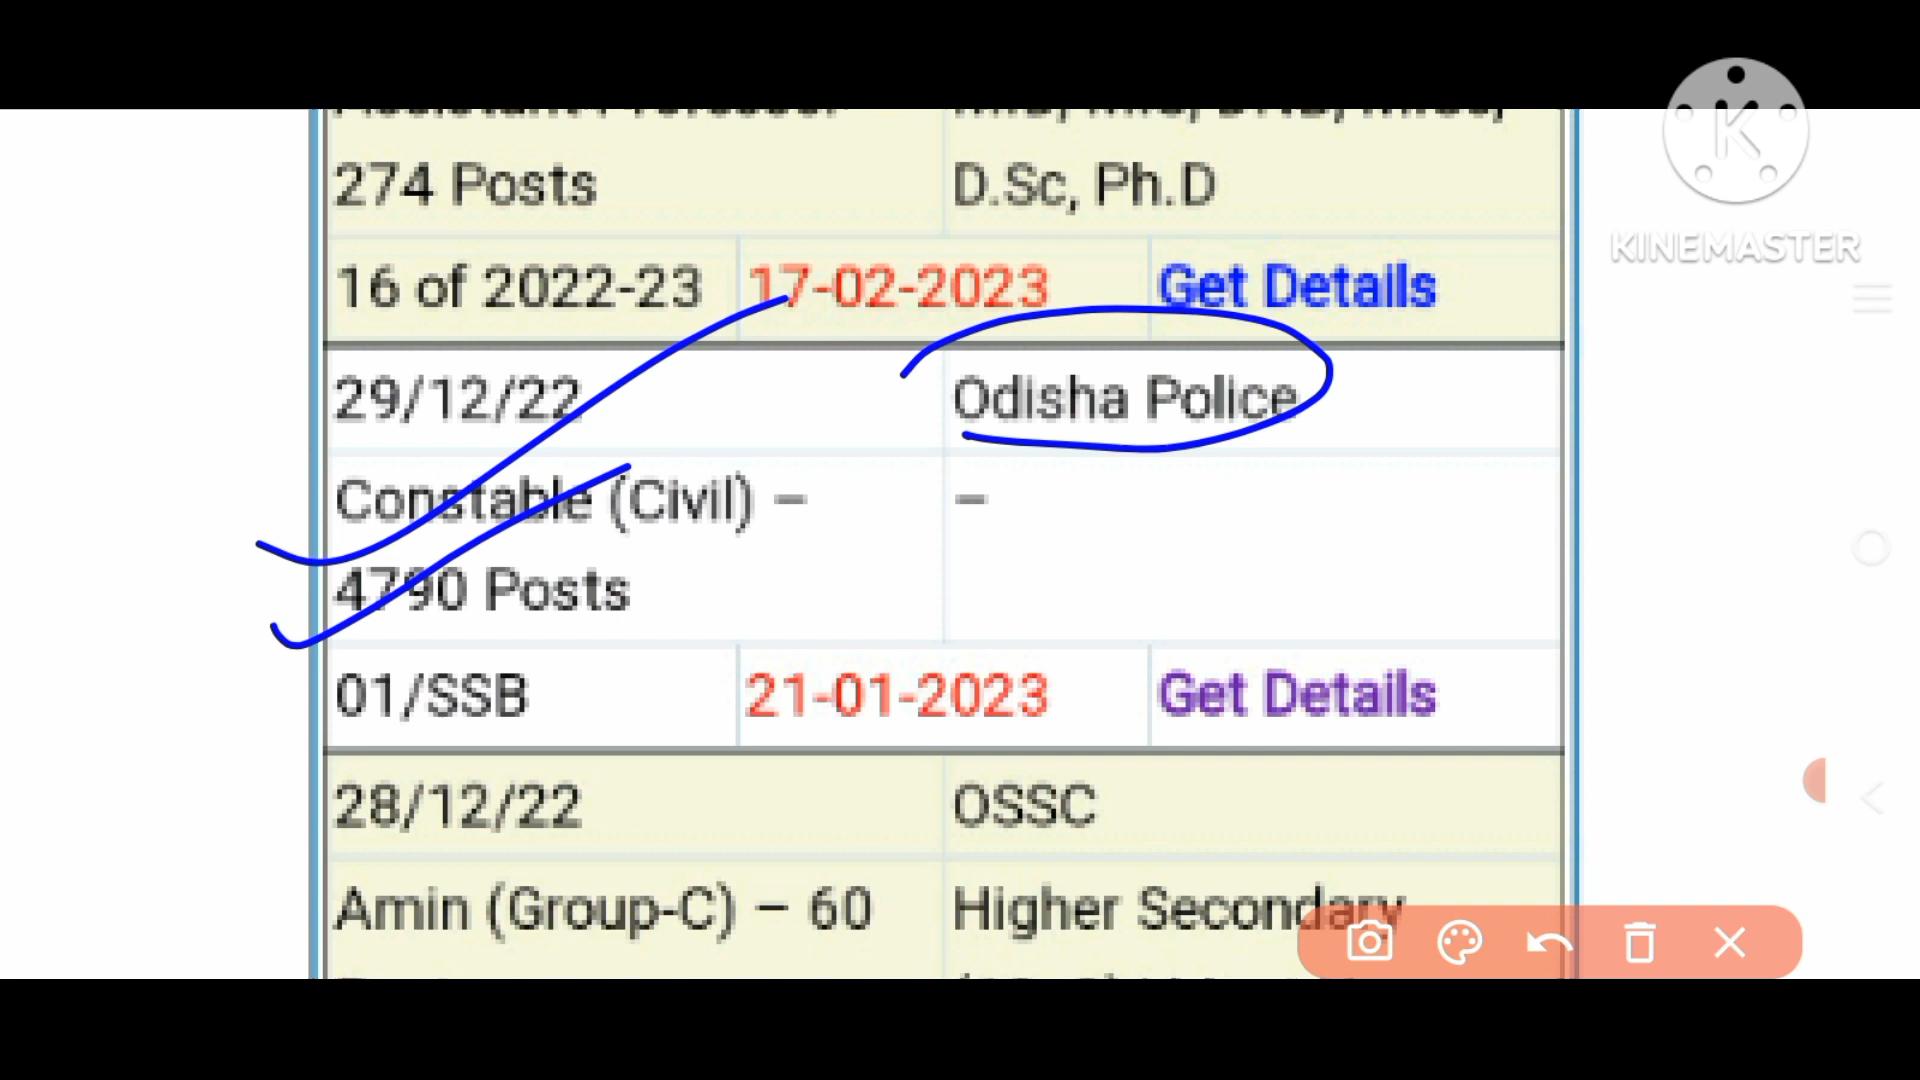 Assistant Professor
274 Posts
D.Sc, Ph.D
16 of 2022-23 17-02-2023 Get Details
29/12/22 Odisha Police
Constable (Civil) – –
4790 Posts
01/SSB 21-01-2023 Get Details
28/12/22 OSSC
Amin (Group-C) – 60 Higher Secondary
K
KINEMASTER